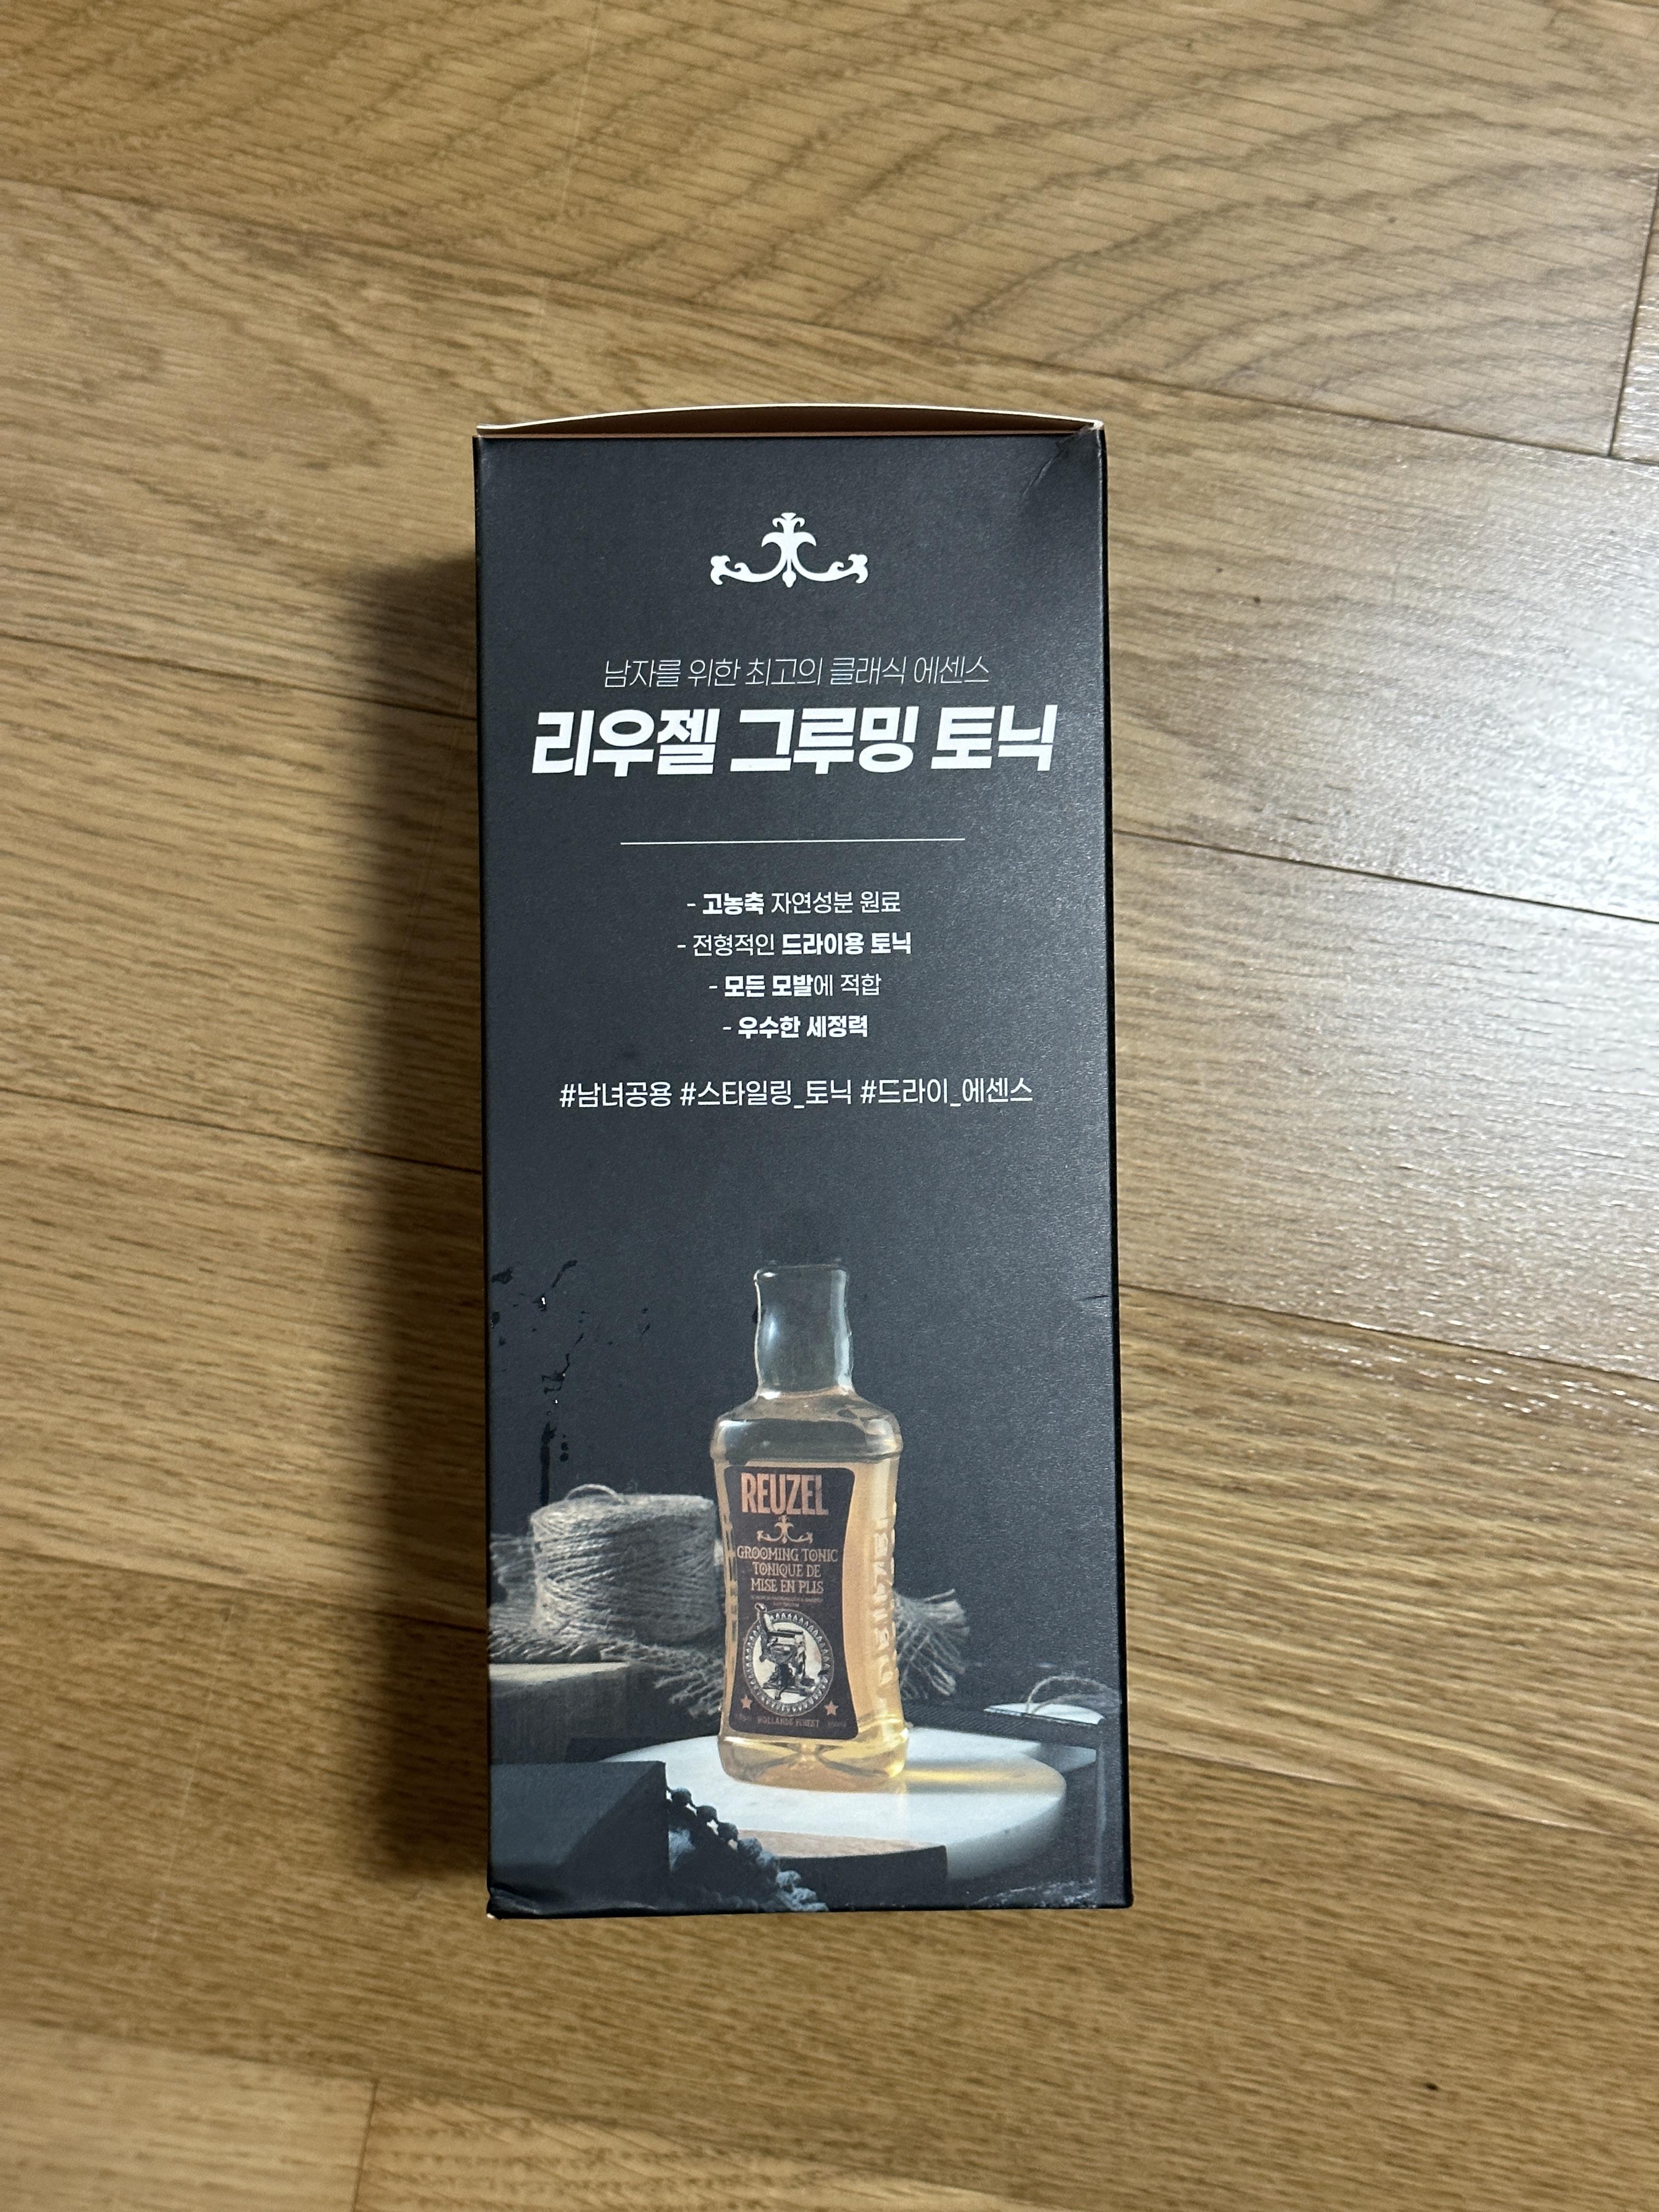 남자를 위한 최고의 클래식 에센스
리우젤 그루밍 토닉
- 고농축 자연성분 원료
- 전형적인 드라이용 토닉
- 모든 모발에 적합
- 우수한 세정력
#남녀공용 #스타일링_토닉 #드라이_에센스
REUZEL
GROOMING TONIC
TONIQUE DE
MISE EN PLIS
HOLLANDS FINEST